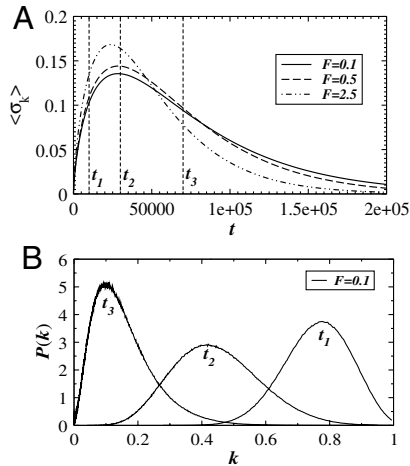 A
<σk>
0.2
0.15
0.1
0.05
0
F=0.1
F=0.5
F=2.5
t1
t2
t3
0 50000 1e+05 1.5e+05 2e+05
t
B
P(k)
6
5
4
3
2
1
0
F=0.1
t3
t2
t1
0 0.2 0.4 0.6 0.8 1
k